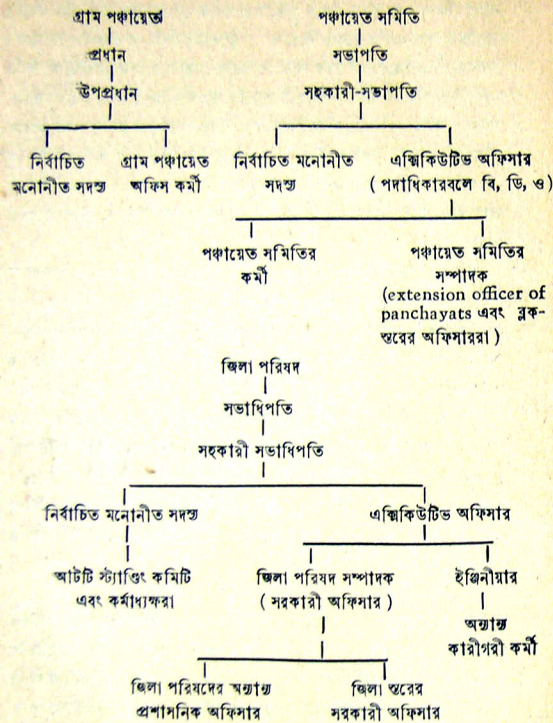 গ্রাম পঞ্চায়েত
প্রধান
উপপ্রধান
নির্বাচিত
মনোনীত সদস্য
গ্রাম পঞ্চায়েত
অফিস কর্মী
পঞ্চায়েত সমিতি
সভাপতি
সহকারী-সভাপতি
নির্বাচিত মনোনীত
সদস্য
এক্সিকিউটিভ অফিসার
( পদাধিকারবলে বি, ডি, ও)
পঞ্চায়েত সমিতির
কর্মী
পঞ্চায়েত সমিতির
সম্পাদক
(extension officer of
panchayats এবং ব্লক-
স্তরের অফিসাররা )
জিলা পরিষদ
সভাধিপতি
সহকারী সভাধিপতি
নির্বাচিত মনোনীত সদস্য
এক্সিকিউটিভ অফিসার
আটটি স্ট্যাণ্ডিং কমিটি
এবং কর্মাধ্যক্ষরা
জিলা পরিষদ সম্পাদক
( সরকারী অফিসার )
ইঞ্জিনীয়ার
অন্যান্য
কারীগরী কর্মী
জিলা পরিষদের অন্যান্য
প্রশাসনিক অফিসার
জিলা স্তরের
সরকারী অফিসার